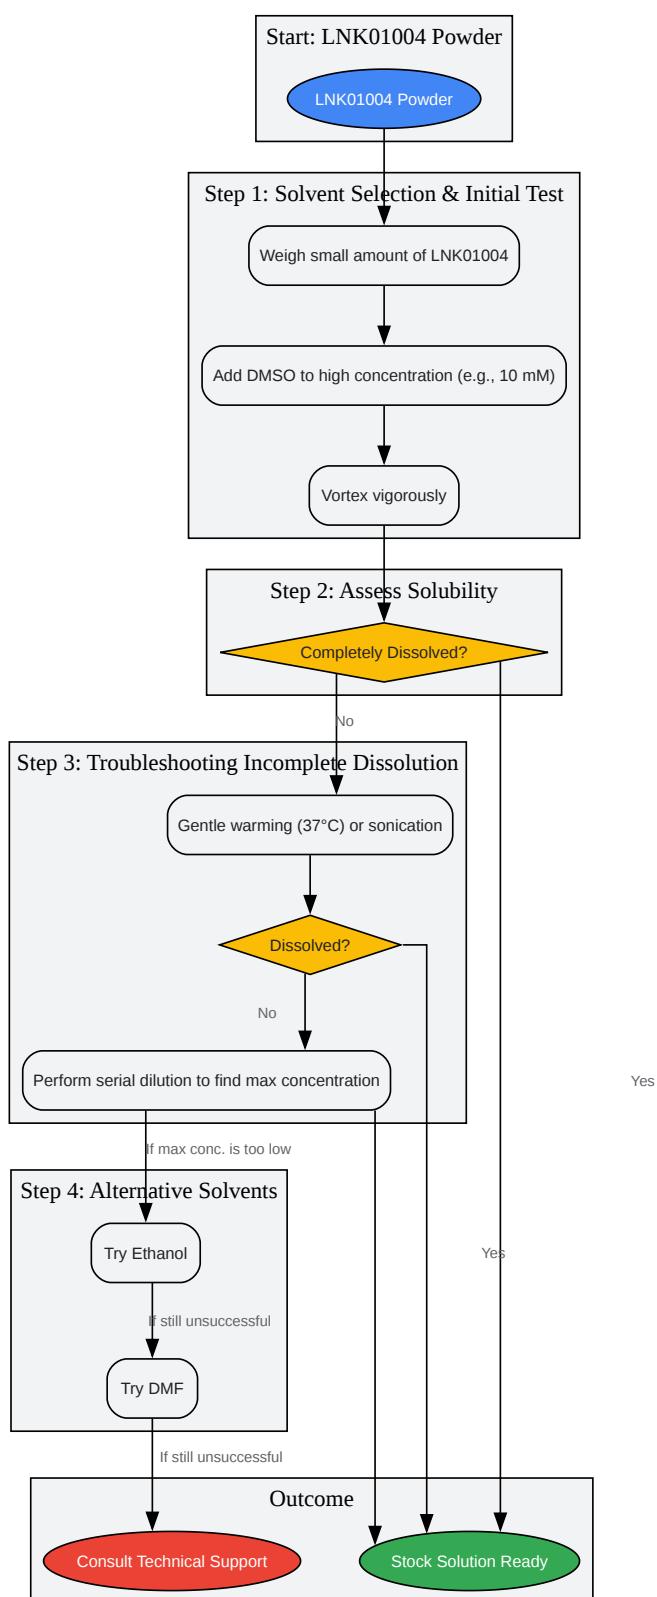 Start: LNK01004 Powder
LNK01004 Powder
Step 1: Solvent Selection & Initial Test
Weigh small amount of LNK01004
Add DMSO to high concentration (e.g., 10 mM)
Vortex vigorously
Step 2: Assess Solubility
Completely Dissolved?
No
Step 3: Troubleshooting Incomplete Dissolution
Gentle warming (37°C) or sonication
Dissolved?
No
Perform serial dilution to find max concentration
Yes
If max conc. is too low
Step 4: Alternative Solvents
Try Ethanol
Yes
If still unsuccessful
Try DMF
If still unsuccessful
Outcome
Consult Technical Support
Stock Solution Ready